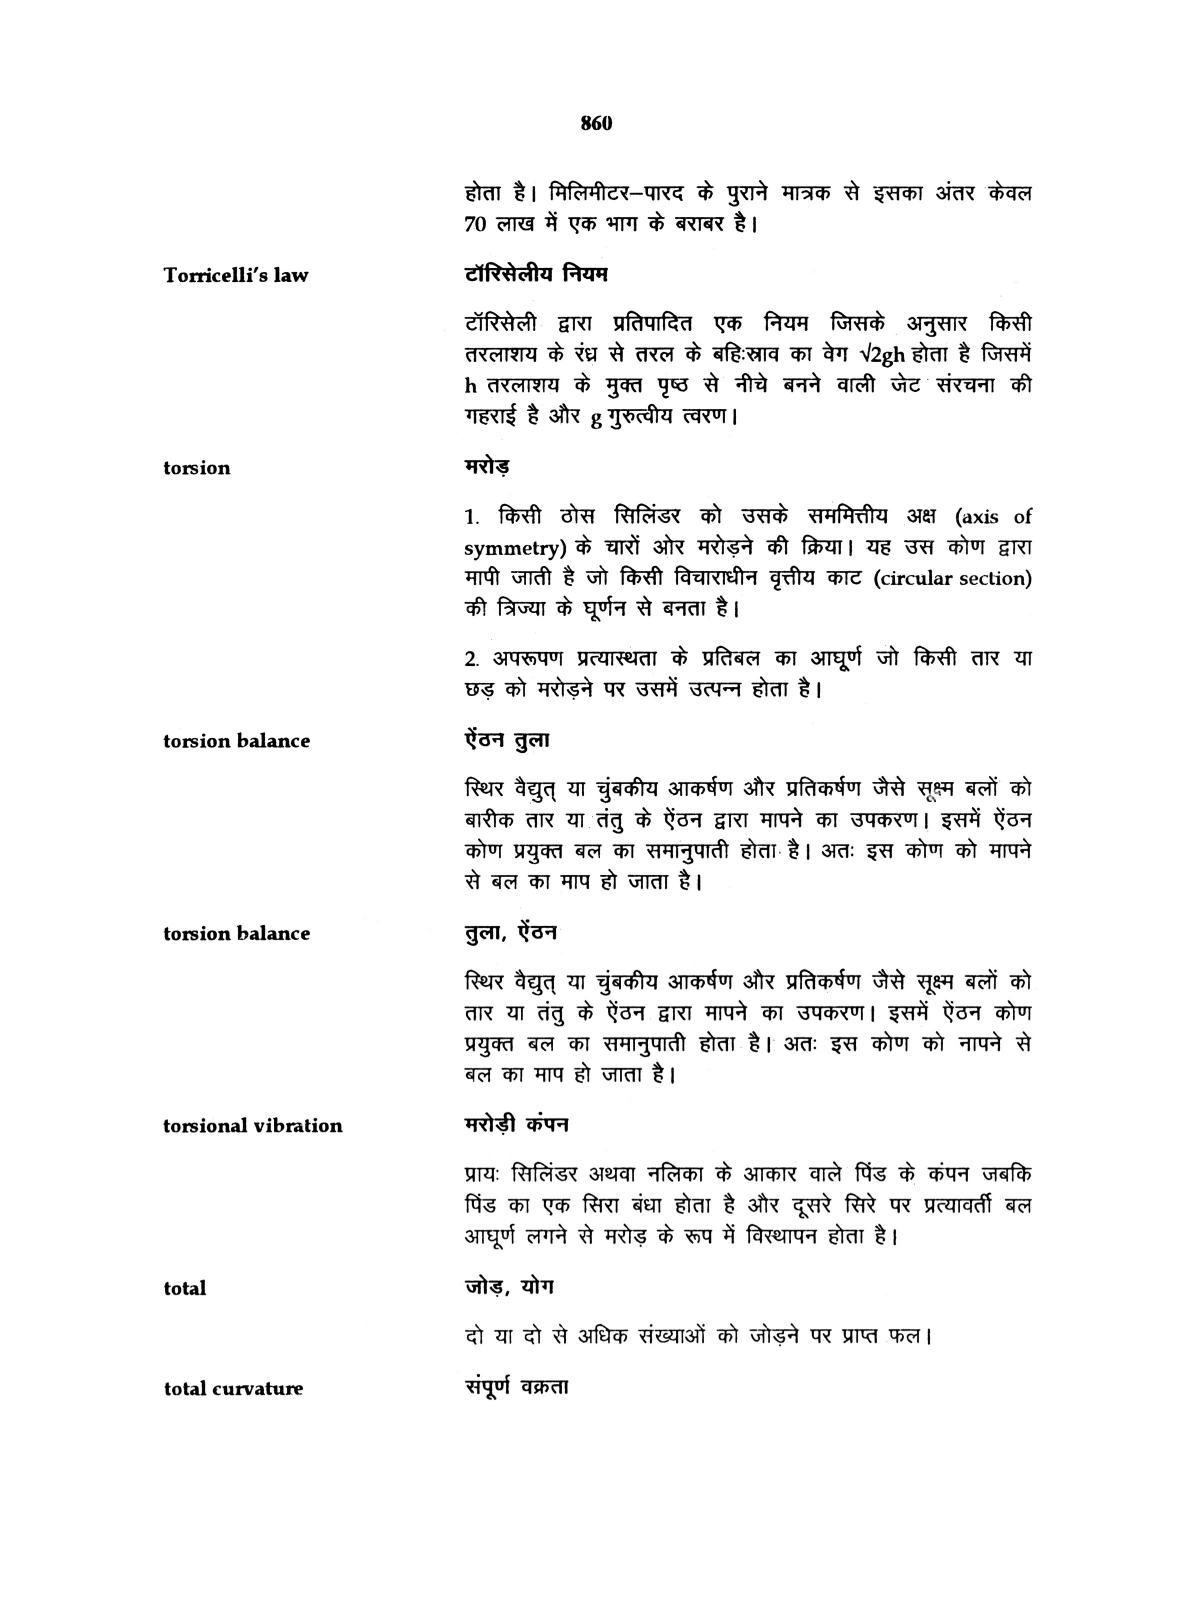 860
होता है। मिलिमीटर–पारद के पुराने मात्रक से इसका अंतर केवल
70 लाख में एक भाग के बराबर है।
Torricelli's law टॉरिसेलीय नियम
टॉरिसेली द्वारा प्रतिपादित एक नियम जिसके अनुसार किसी
तरलाशय के रंध्र से तरल के बहिःस्राव का वेग √2gh होता है जिसमें
h तरलाशय के मुक्त पृष्ठ से नीचे बनने वाली जेट संरचना की
गहराई है और g गुरुत्वीय त्वरण।
torsion मरोड़
1. किसी ठोस सिलिंडर को उसके सममित्तीय अक्ष (axis of
symmetry) के चारों ओर मरोड़ने की क्रिया। यह उस कोण द्वारा
मापी जाती है जो किसी विचाराधीन वृत्तीय काट (circular section)
की त्रिज्या के घूर्णन से बनता है।
2. अपरूपण प्रत्यास्थता के प्रतिबल का आघूर्ण जो किसी तार या
छड़ को मरोड़ने पर उसमें उत्पन्न होता है।
torsion balance ऐंठन तुला
स्थिर वैद्युत् या चुंबकीय आकर्षण और प्रतिकर्षण जैसे सूक्ष्म बलों को
बारीक तार या तंतु के ऐंठन द्वारा मापने का उपकरण। इसमें ऐंठन
कोण प्रयुक्त बल का समानुपाती होता है। अतः इस कोण को मापने
से बल का माप हो जाता है।
torsion balance तुला, ऐंठन
स्थिर वैद्युत् या चुंबकीय आकर्षण और प्रतिकर्षण जैसे सूक्ष्म बलों को
तार या तंतु के ऐंठन द्वारा मापने का उपकरण। इसमें ऐंठन कोण
प्रयुक्त बल का समानुपाती होता है। अतः इस कोण को नापने से
बल का माप हो जाता है।
torsional vibration मरोड़ी कंपन
प्रायः सिलिंडर अथवा नलिका के आकार वाले पिंड के कंपन जबकि
पिंड का एक सिरा बंधा होता है और दूसरे सिरे पर प्रत्यावर्ती बल
आघूर्ण लगने से मरोड़ के रूप में विस्थापन होता है।
total जोड़, योग
दो या दो से अधिक संख्याओं को जोड़ने पर प्राप्त फल।
total curvature संपूर्ण वक्रता